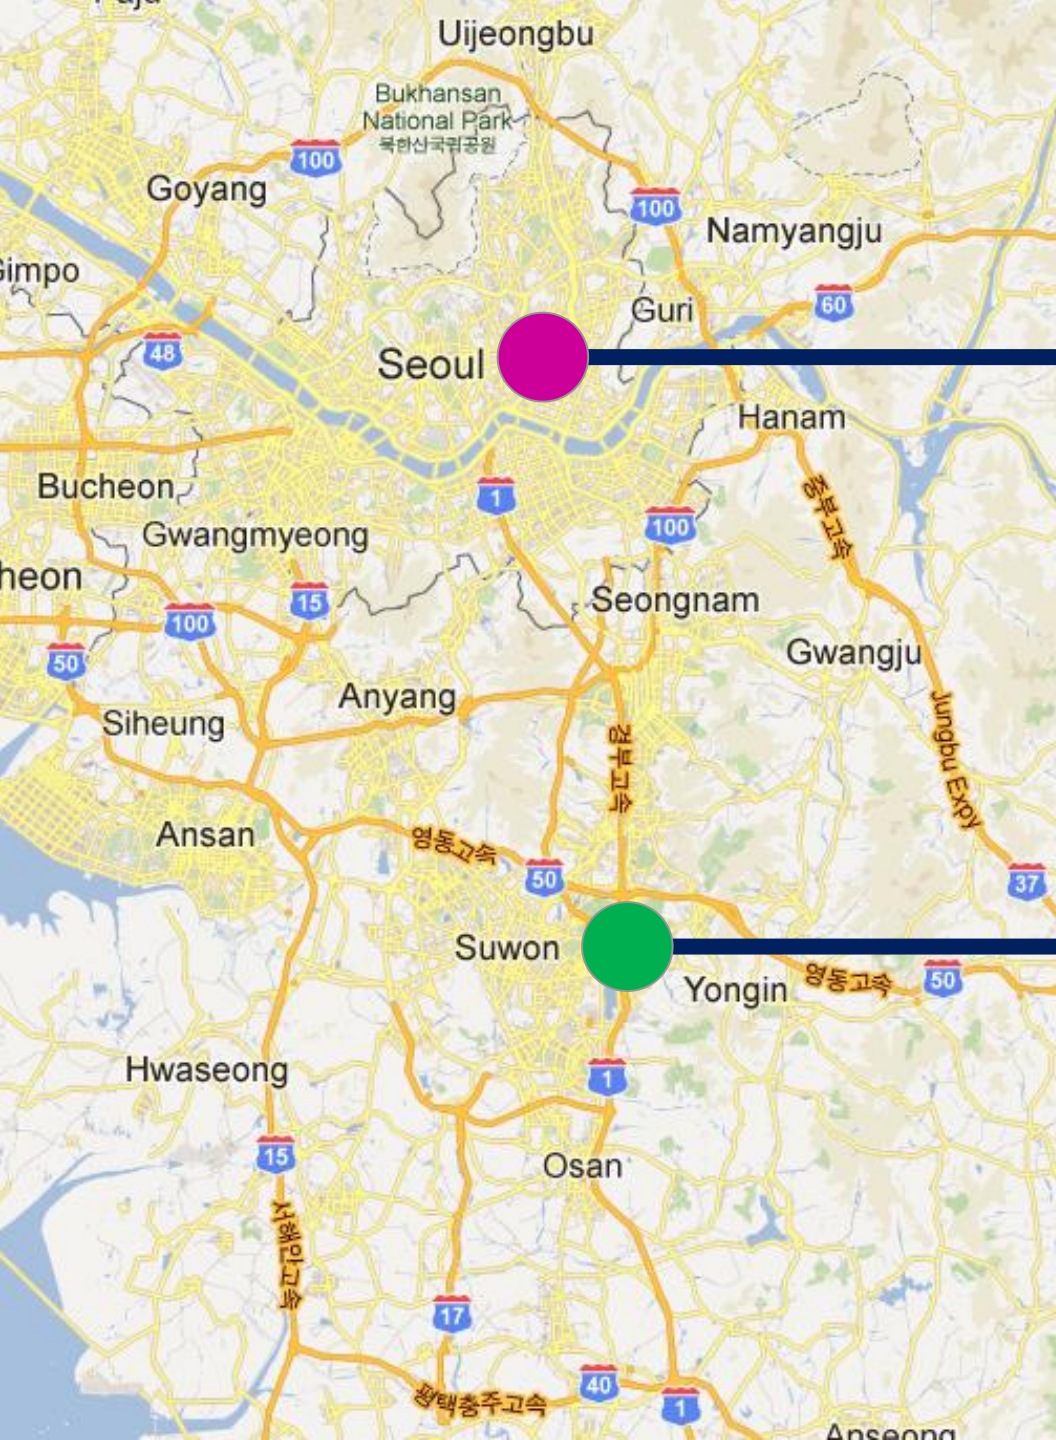 Uijeongbu
Bukhansan
National Park
북한산국립공원
100
Goyang
100
Namyangju
Gimpo
Guri
60
48
Seoul
Hanam
Bucheon
1
중부고속
Gwangmyeong
100
heon
15
Seongnam
100
50
Gwangju
Anyang
Siheung
Jungbu Expy
경부고속
Ansan
영동고속
50
37
Suwon
Yongin
영동고속
50
Hwaseong
1
15
Osan
서해안고속
17
40
평택충주고속
1
Anseong